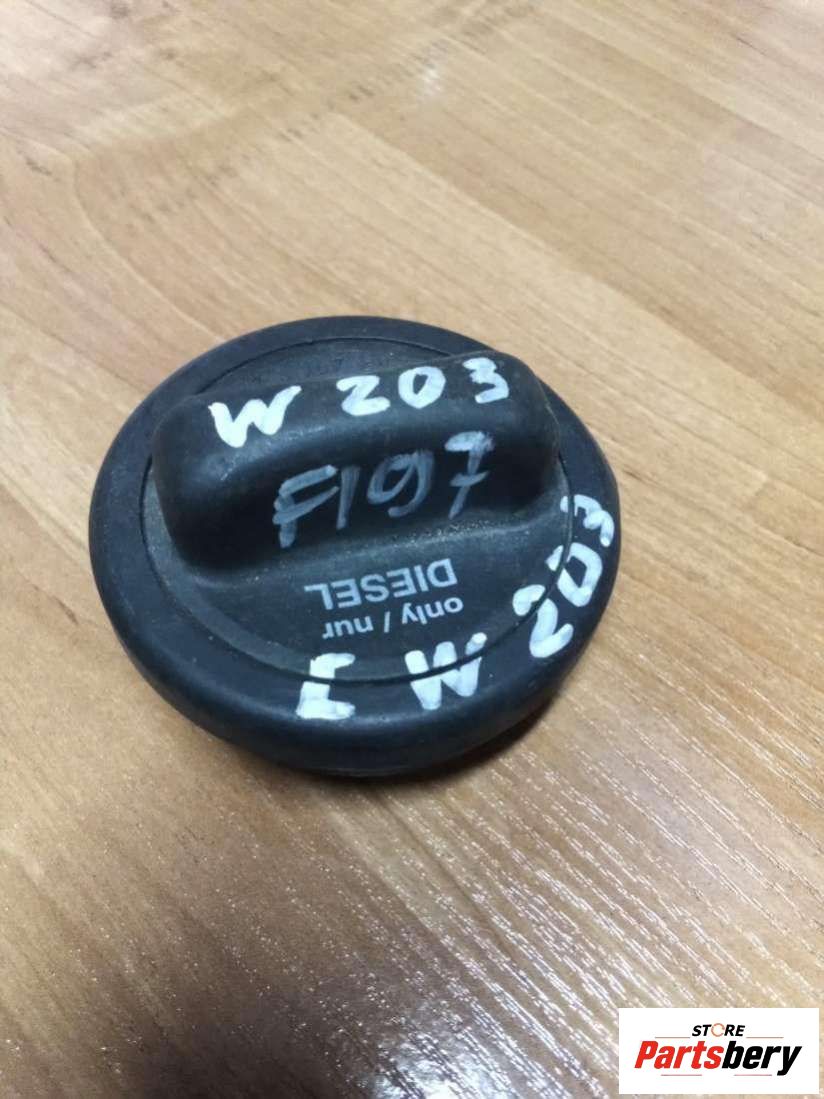 W 203
F197
only / nur
DIESEL
C W 203
STORE
Partsbery